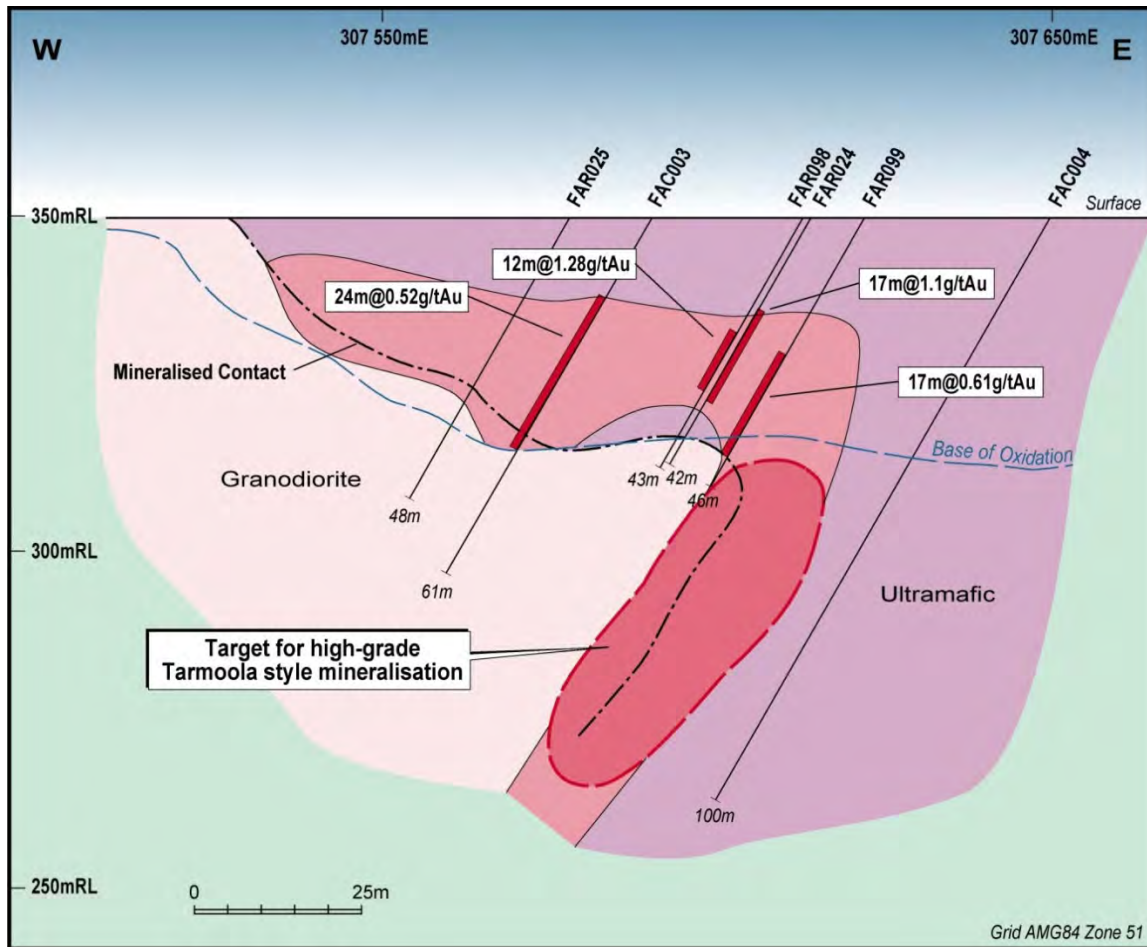 307 550mE
307 650mE
W
E
FAR025
FAC003
FAR098
FAR024
FAR099
FAC004
Surface
350mRL
12m@1.28g/tAu
17m@1.1g/tAu
24m@0.52g/tAu
Mineralised Contact
17m@0.61g/tAu
Base of Oxidation
Granodiorite
43m
42m
46m
48m
300mRL
61m
Ultramafic
Target for high-grade
Tarmoola style mineralisation
100m
250mRL
0
25m
Grid AMG84 Zone 51